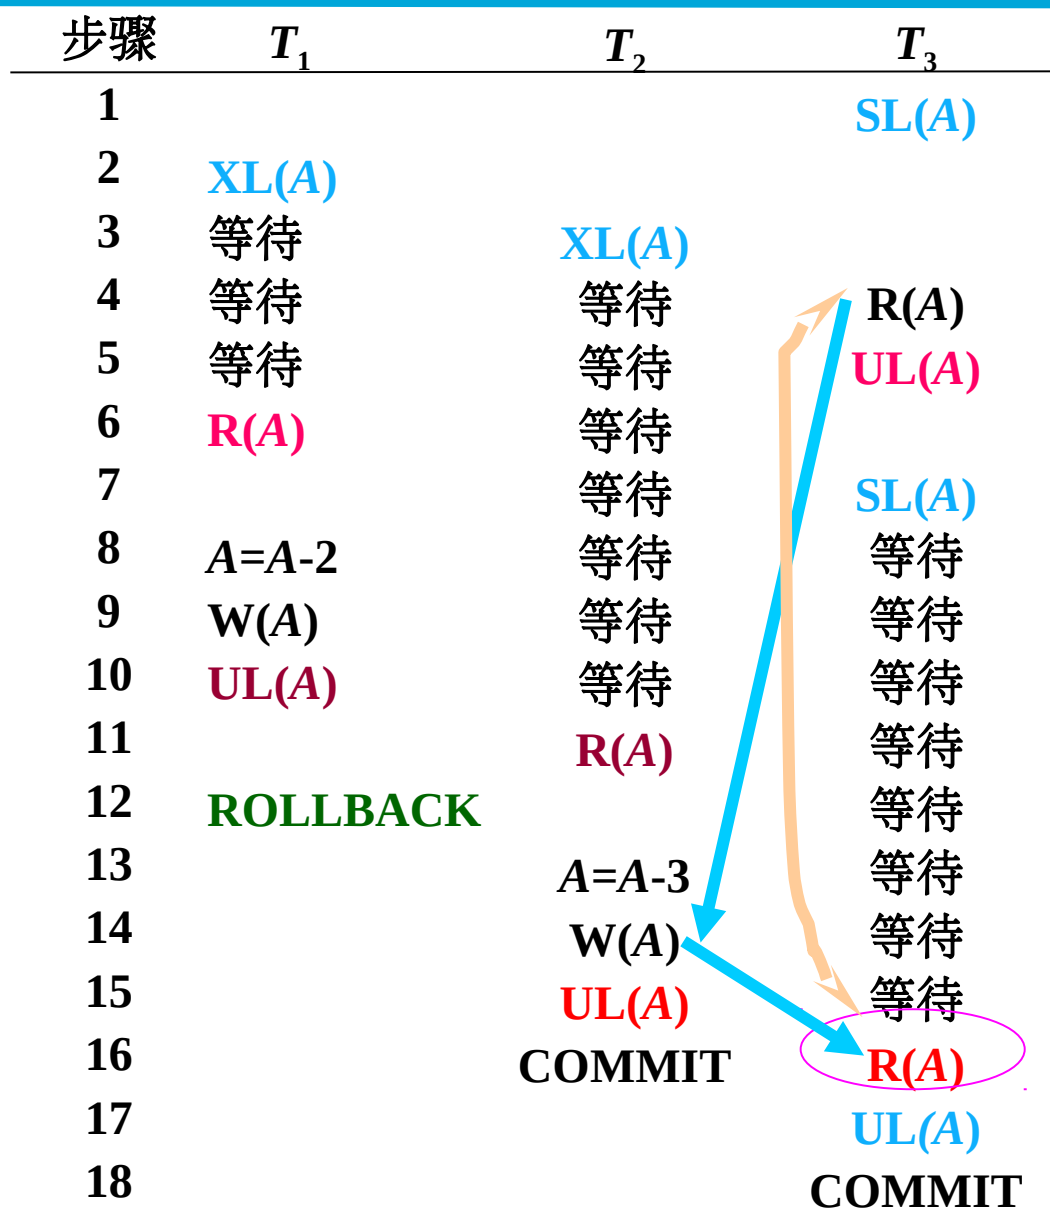 步骤 T1 T2 T3
1 SL(A)
2 XL(A)
3 等待 XL(A)
4 等待 等待 R(A)
5 等待 等待 UL(A)
6 R(A) 等待
7 等待 SL(A)
8 A=A-2 等待 等待
9 W(A) 等待 等待
10 UL(A) 等待 等待
11 R(A) 等待
12 ROLLBACK 等待
13 A=A-3 等待
14 W(A) 等待
15 UL(A) 等待
16 COMMIT R(A)
17 UL(A)
18 COMMIT